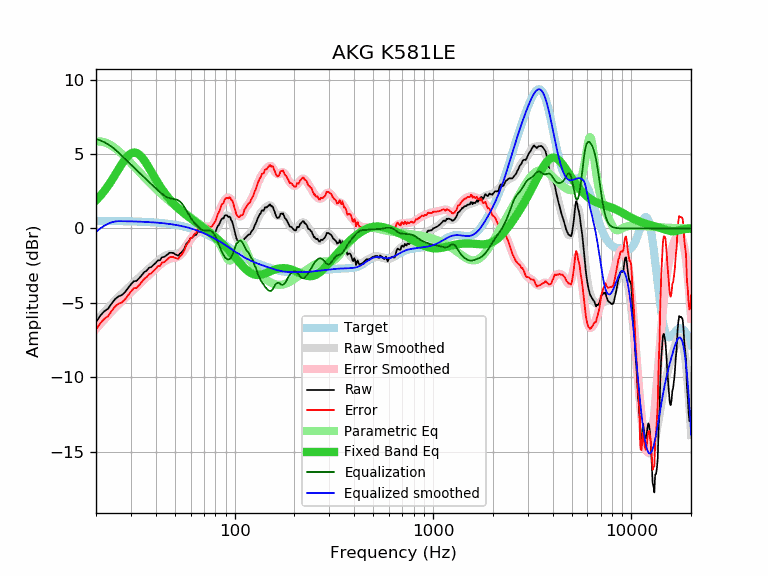 AKG K581LE
Amplitude (dBr)
10
5
0
−5
−10
−15
Target
Raw Smoothed
Error Smoothed
Raw
Error
Parametric Eq
Fixed Band Eq
Equalization
Equalized smoothed
100
1000
10000
Frequency (Hz)